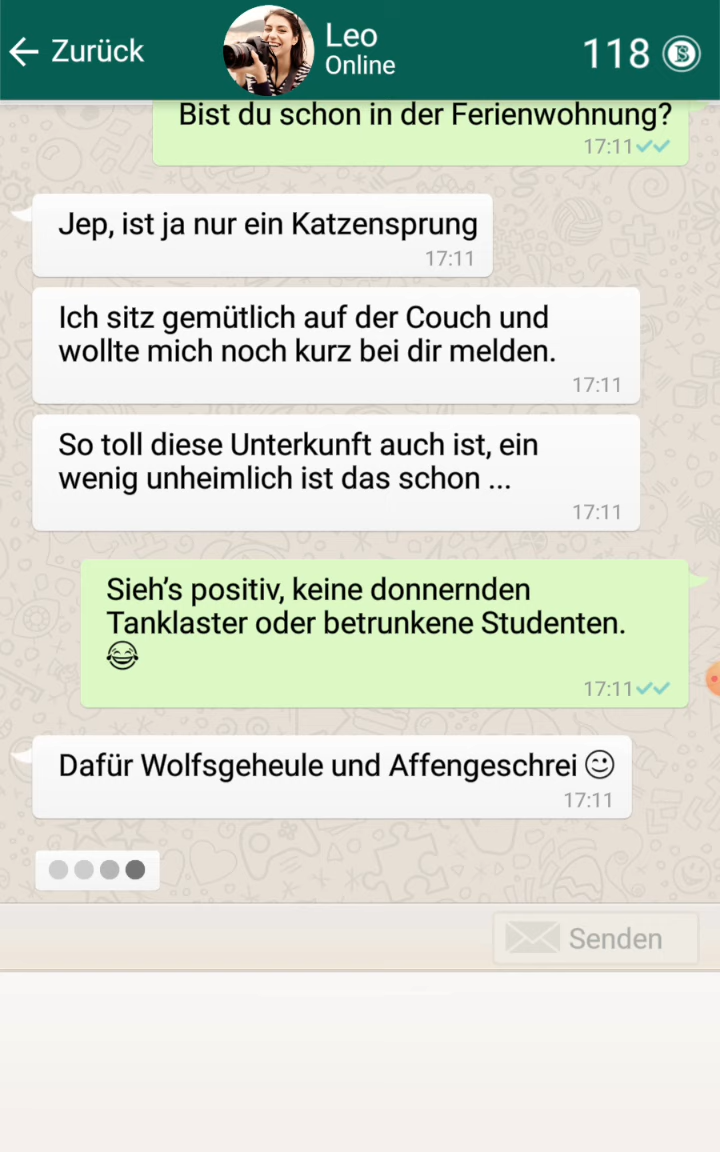 Zurück
Leo
Online
118
Bist du schon in der Ferienwohnung?
17:11
Jep, ist ja nur ein Katzensprung
17:11
Ich sitz gemütlich auf der Couch und
wollte mich noch kurz bei dir melden.
17:11
So toll diese Unterkunft auch ist, ein
wenig unheimlich ist das schon ...
17:11
Sieh's positiv, keine donnernden
Tanklaster oder betrunkene Studenten.
😂
17:11
Dafür Wolfsgeheule und Affengeschrei 😉
17:11
Senden